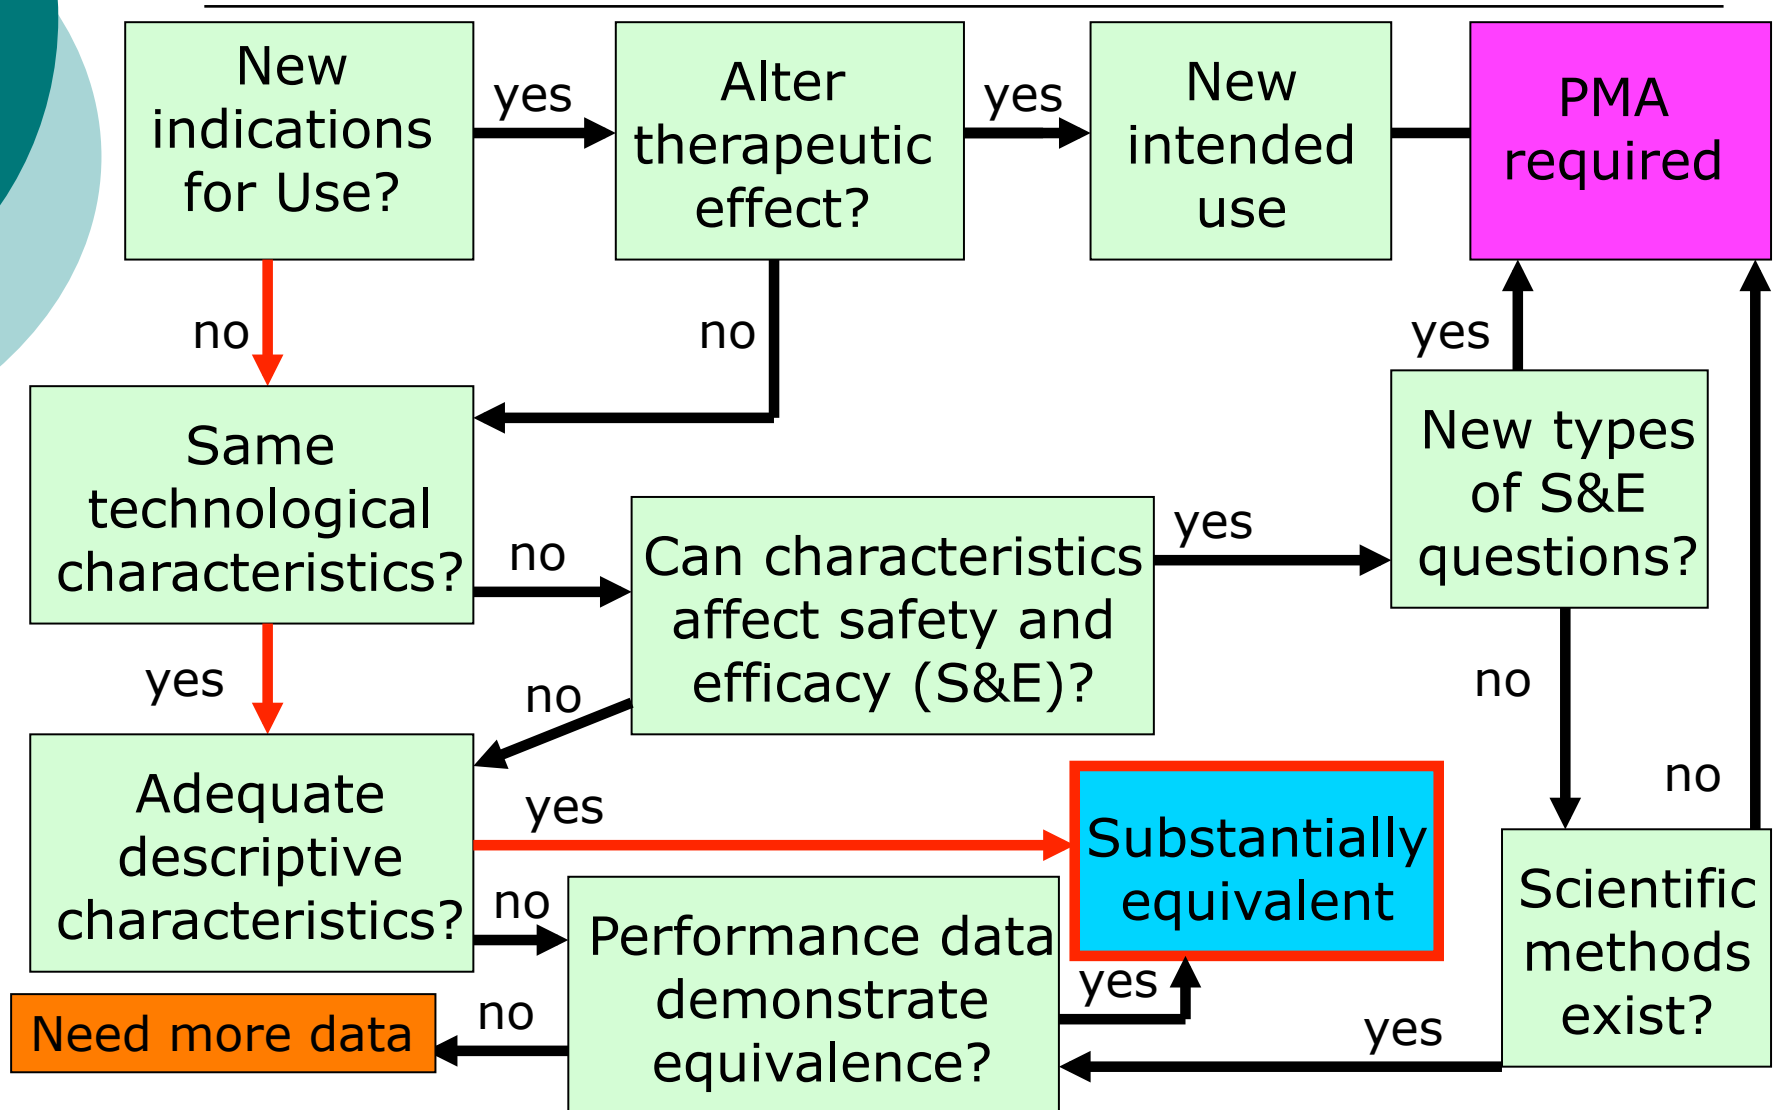 New
indications
for Use?
yes
Alter
therapeutic
effect?
yes
New
intended
use
PMA
required
no
no
yes
Same
technological
characteristics?
no
Can characteristics
affect safety and
efficacy (S&E)?
yes
New types
of S&E
questions?
yes
no
no
no
Adequate
descriptive
characteristics?
yes
Substantially
equivalent
Scientific
methods
exist?
no
Performance data
demonstrate
equivalence?
yes
yes
no
Need more data